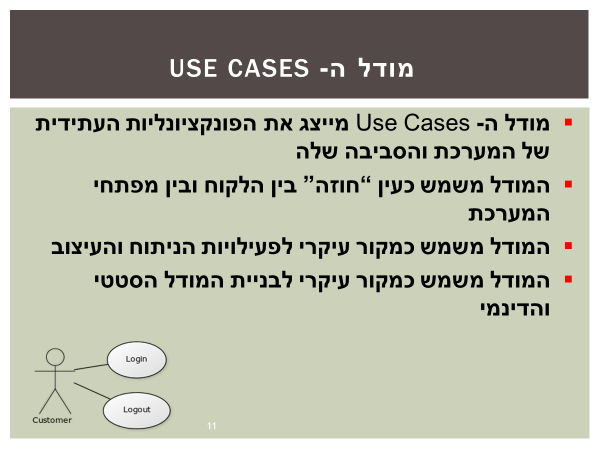 מודל ה- USE CASES
מודל ה- Use Cases מייצג את הפונקציונליות העתידית
של המערכת והסביבה שלה
המודל משמש כעין “חוזה” בין הלקוח ובין מפתחי
המערכת
המודל משמש כמקור עיקרי לפעילויות הניתוח והעיצוב
המודל משמש כמקור עיקרי לבניית המודל הסטטי
והדינמי
Login
Logout
Customer
11